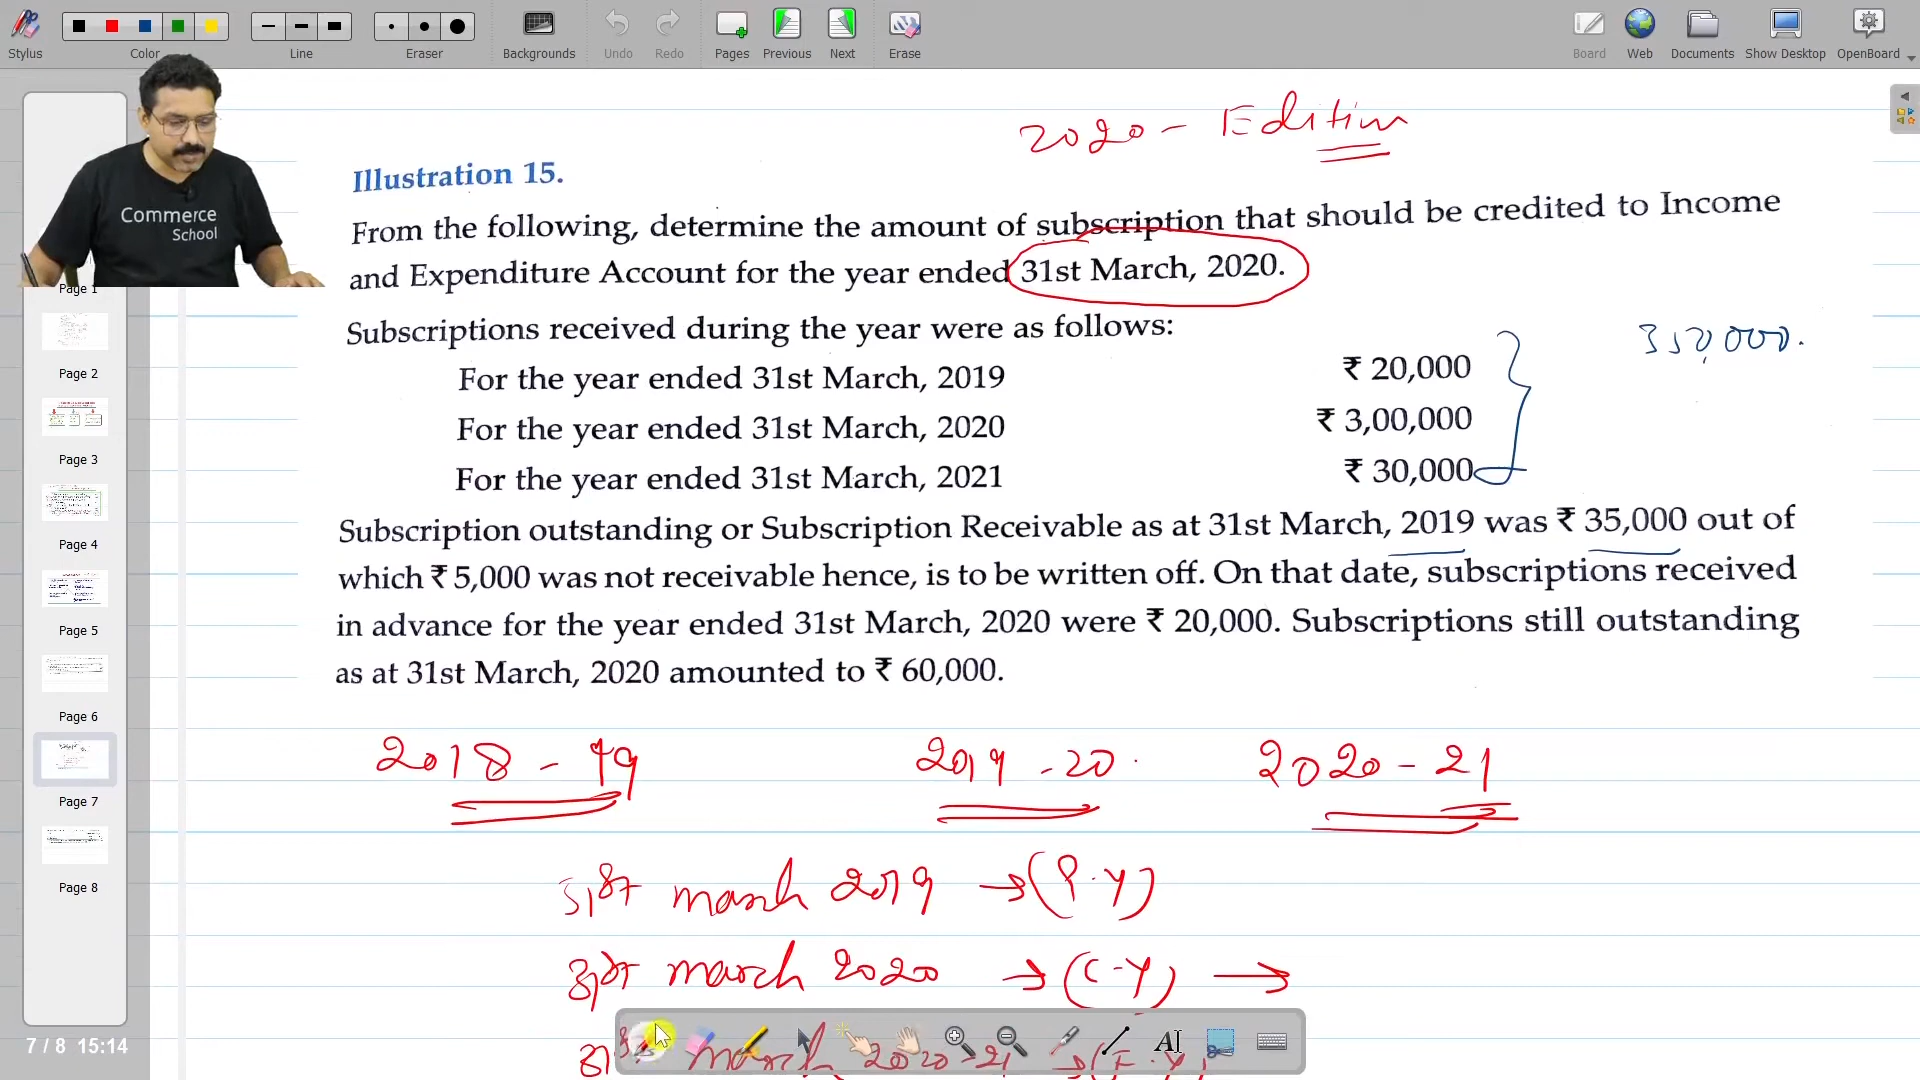 Stylus
Color
Line
Eraser
Backgrounds
Undo
Redo
Pages
Previous
Next
Erase
Board
Web
Documents
Show Desktop
OpenBoard
Commerce
School
2020 - Edition
Illustration 15.
From the following, determine the amount of subscription that should be credited to Income
and Expenditure Account for the year ended 31st March, 2020.
Subscriptions received during the year were as follows:
For the year ended 31st March, 2019 ₹ 20,000
For the year ended 31st March, 2020 ₹ 3,00,000
For the year ended 31st March, 2021 ₹ 30,000
350,000.
Subscription outstanding or Subscription Receivable as at 31st March, 2019 was ₹ 35,000 out of
which ₹ 5,000 was not receivable hence, is to be written off. On that date, subscriptions received
in advance for the year ended 31st March, 2020 were ₹ 20,000. Subscriptions still outstanding
as at 31st March, 2020 amounted to ₹ 60,000.
2018 - 19
2019 - 20
2020 - 21
31st march 2019 → (P.Y)
31st march 2020 → (C-Y) →
march 2020-21 → (F.Y)
Page 1
Page 2
Page 3
Page 4
Page 5
Page 6
Page 7
Page 8
7 / 8 15:14